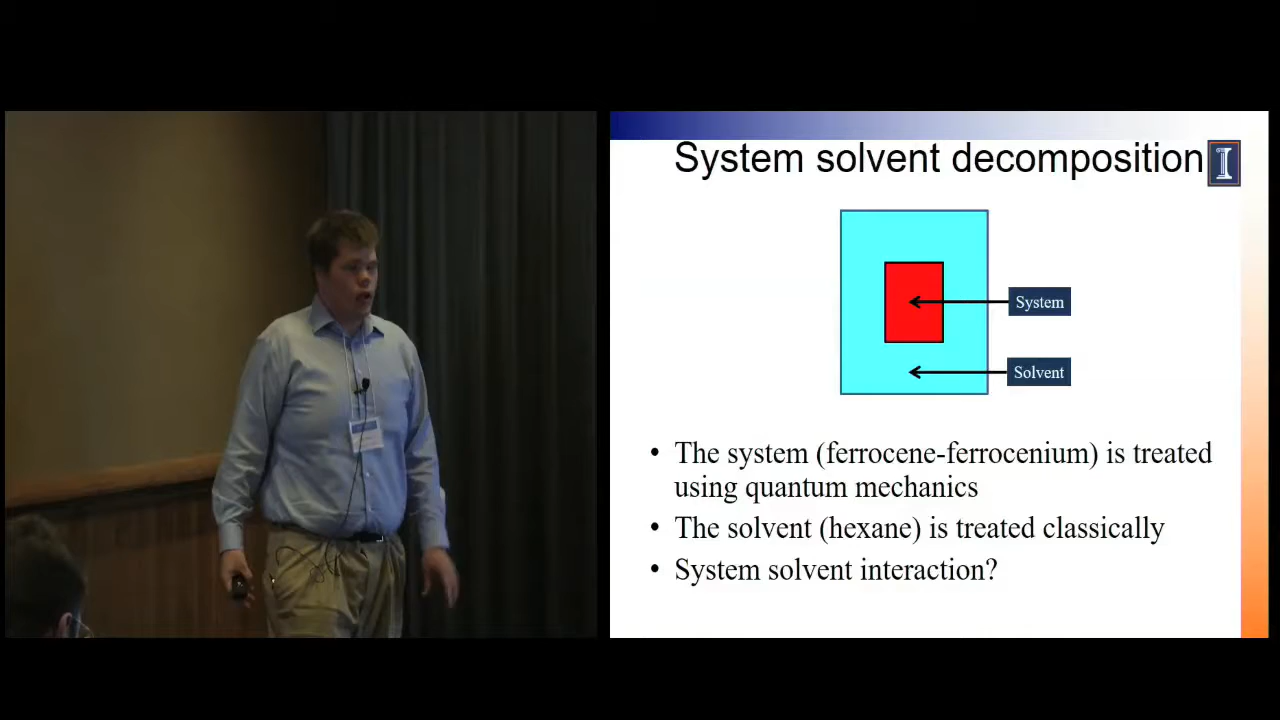 System solvent decomposition
System
Solvent
• The system (ferrocene-ferrocenium) is treated
using quantum mechanics
• The solvent (hexane) is treated classically
• System solvent interaction?